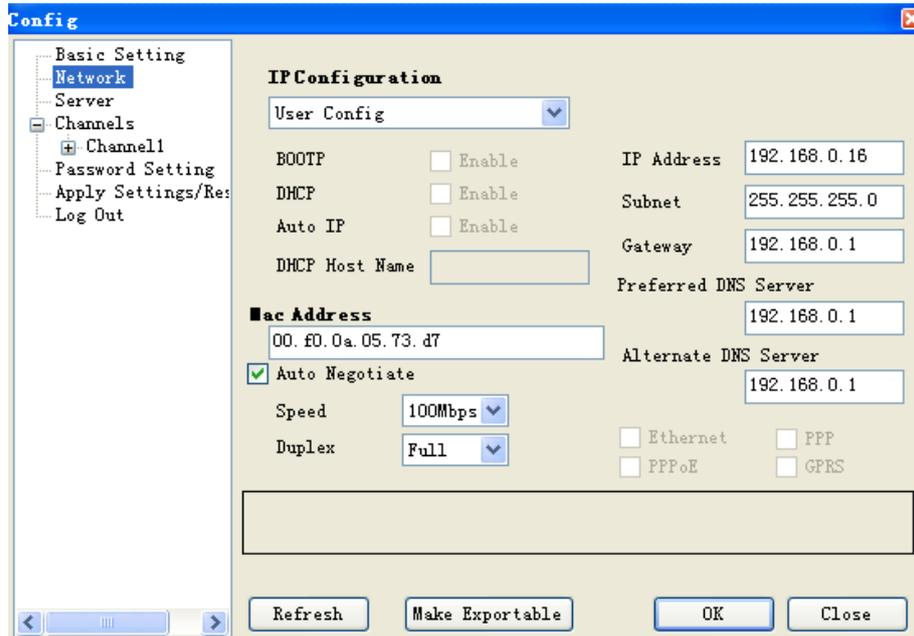 Config
Basic Setting
Network
Server
Channels
Channel1
Password Setting
Apply Settings/Res
Log Out
IPConfiguration
User Config
BOOTP
Enable
DHCP
Enable
Auto IP
Enable
DHCP Host Name
Mac Address
00.f0.0a.05.73.d7
Auto Negotiate
Speed
100Mbps
Duplex
Full
IP Address
192.168.0.16
Subnet
255.255.255.0
Gateway
192.168.0.1
Preferred DNS Server
192.168.0.1
Alternate DNS Server
192.168.0.1
Ethernet
PPP
PPPoE
GPRS
Refresh
Make Exportable
OK
Close